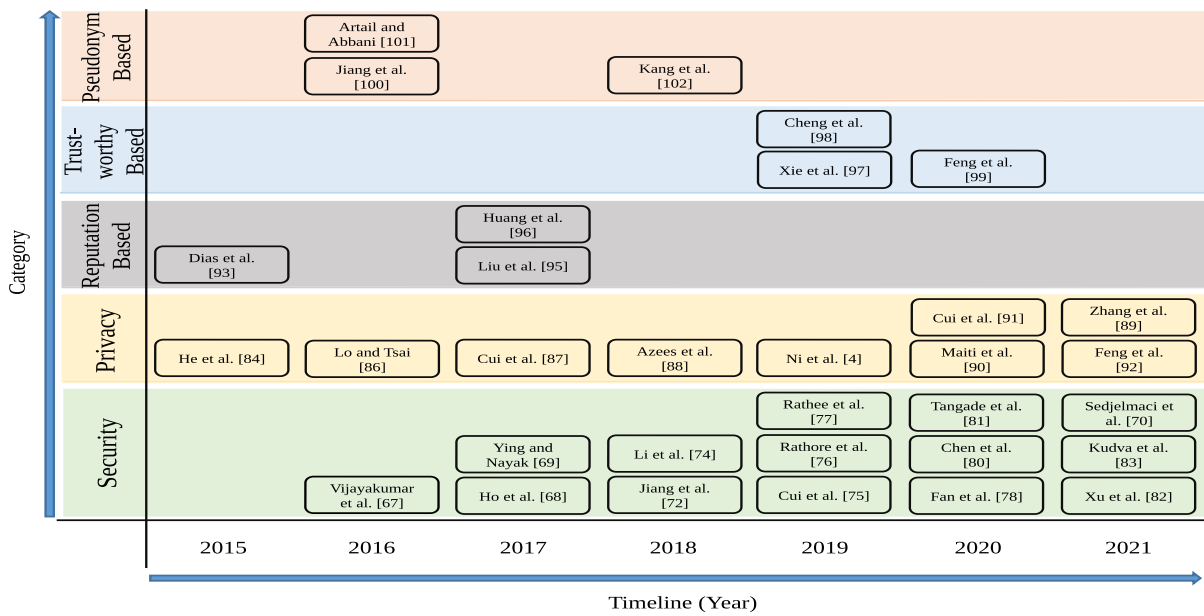 Category
Pseudonym
Based
Artail and
Abbani [101]
Jiang et al.
[100]
Kang et al.
[102]
Trust-
worthy
Based
Cheng et al.
[98]
Xie et al. [97]
Feng et al.
[99]
Reputation
Based
Huang et al.
[96]
Dias et al.
[93]
Liu et al. [95]
Privacy
Cui et al. [91]
Zhang et al.
[89]
He et al. [84]
Lo and Tsai
[86]
Cui et al. [87]
Azees et al.
[88]
Ni et al. [4]
Maiti et al.
[90]
Feng et al.
[92]
Security
Rathee et al.
[77]
Tangade et al.
[81]
Sedjelmaci et
al. [70]
Ying and
Nayak [69]
Li et al. [74]
Rathore et al.
[76]
Chen et al.
[80]
Kudva et al.
[83]
Vijayakumar
et al. [67]
Ho et al. [68]
Jiang et al.
[72]
Cui et al. [75]
Fan et al. [78]
Xu et al. [82]
2015
2016
2017
2018
2019
2020
2021
Timeline (Year)